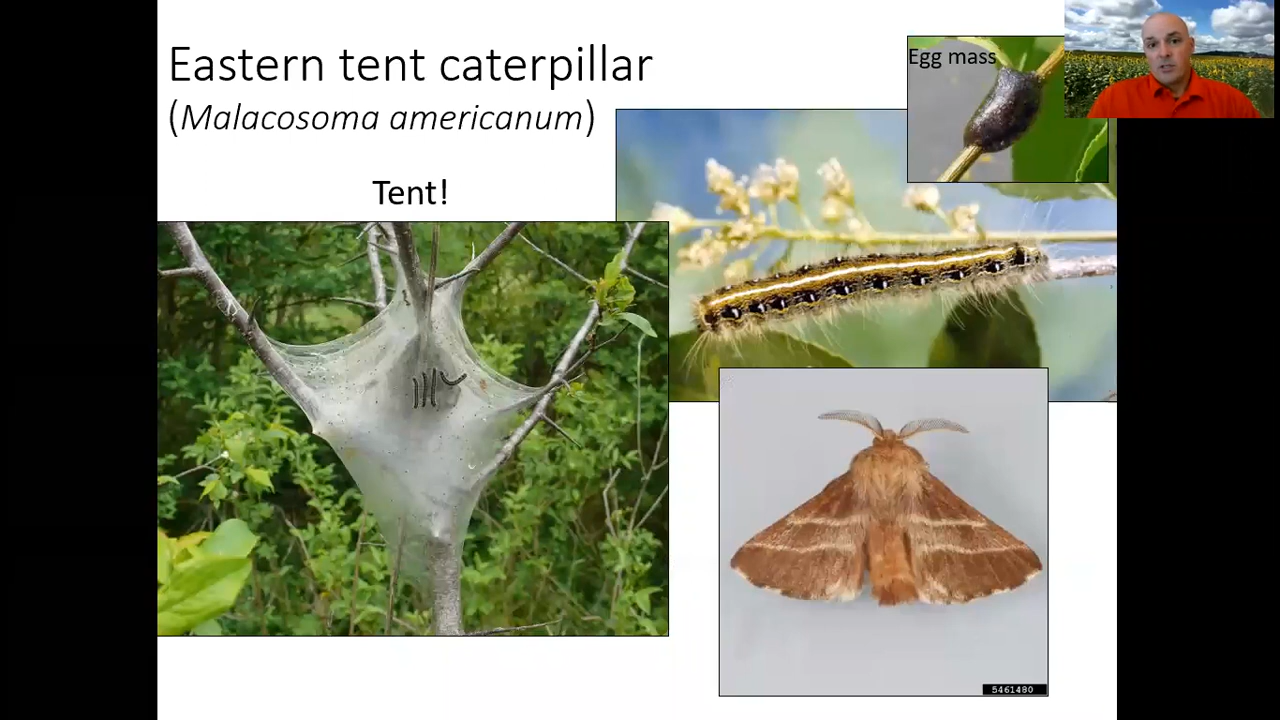 Eastern tent caterpillar
(Malacosoma americanum)
Egg mass
Tent!
5461480